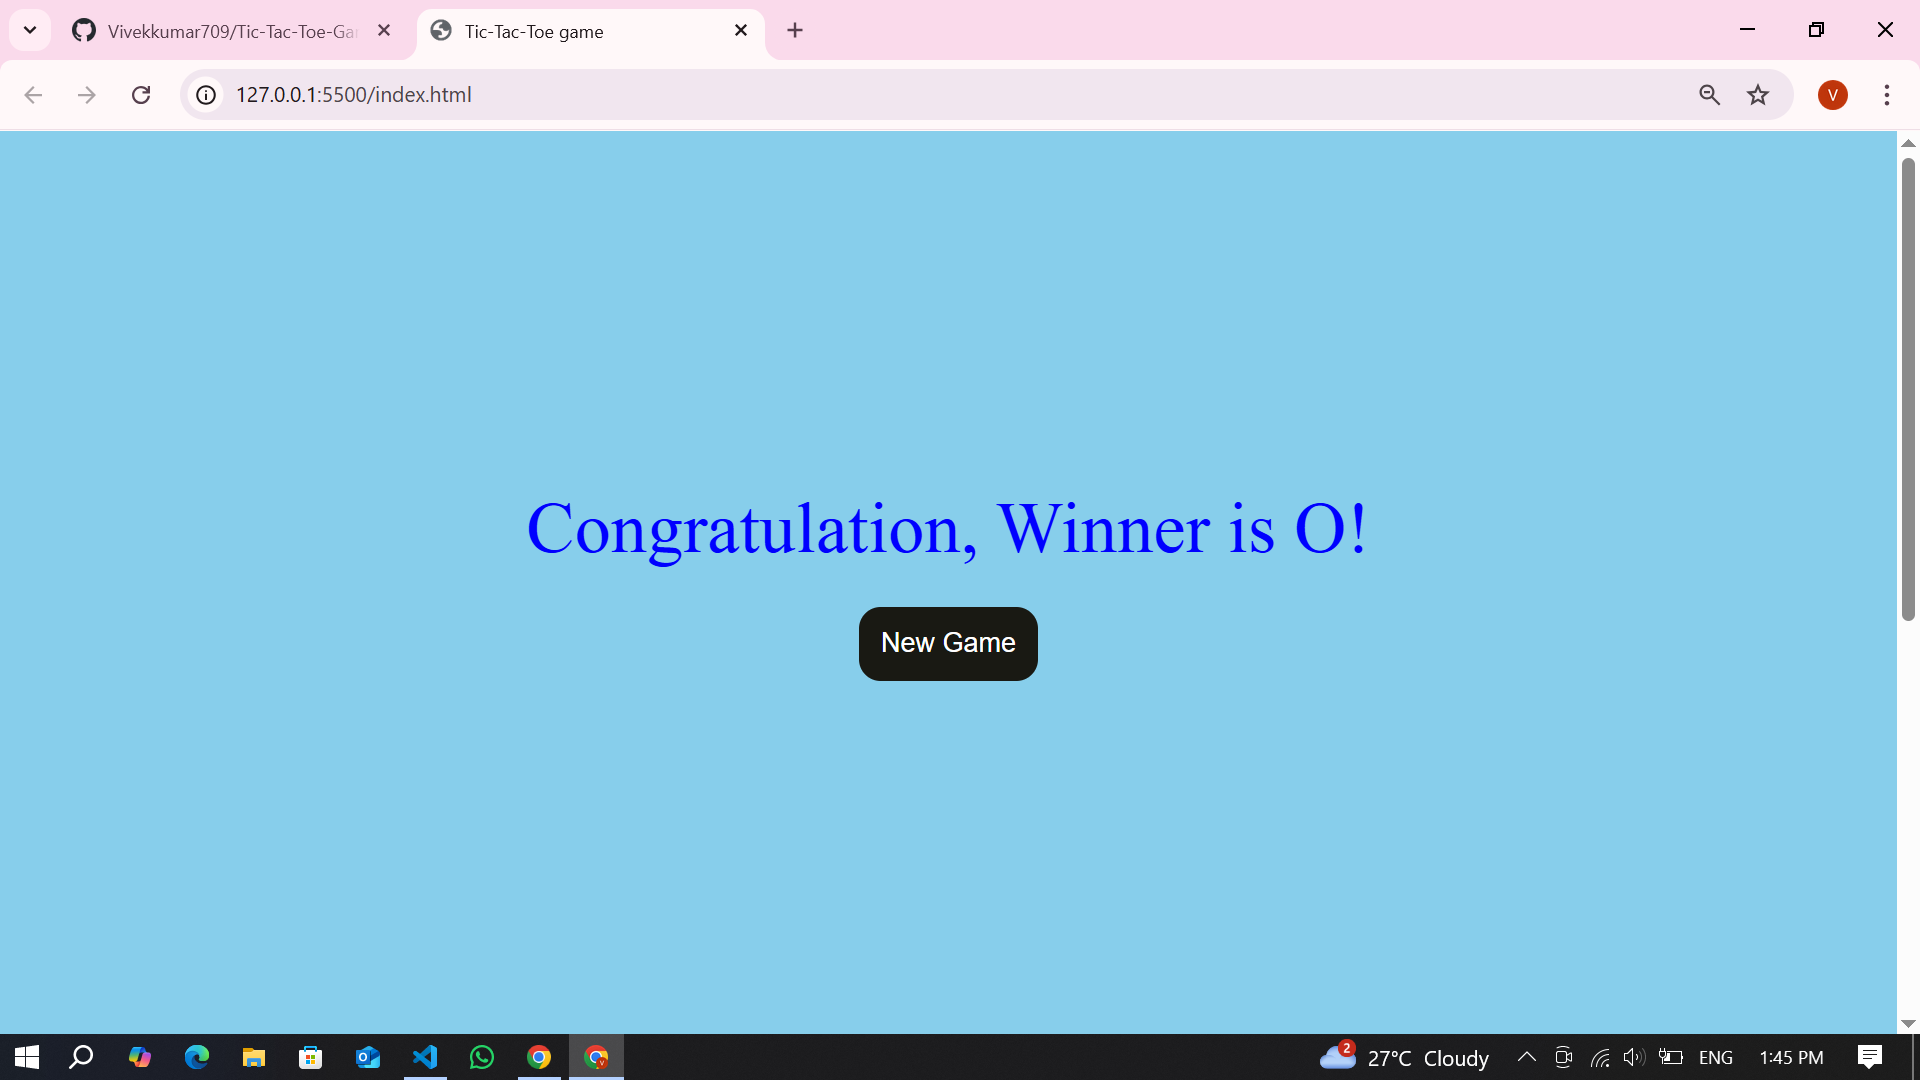 Vivekkumar709/Tic-Tac-Toe-Ga
Tic-Tac-Toe game
127.0.0.1:5500/index.html
V
Congratulation, Winner is O!
New Game
2
27°C Cloudy
ENG
1:45 PM